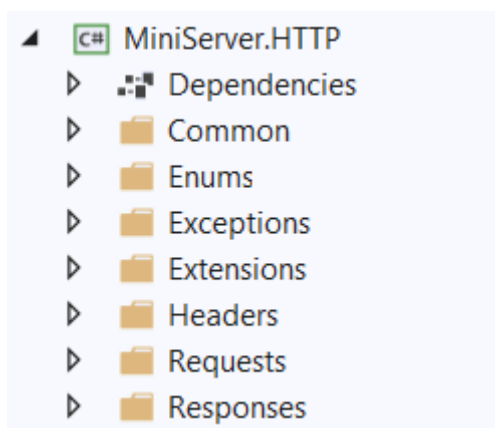 C# MiniServer.HTTP
Dependencies
Common
Enums
Exceptions
Extensions
Headers
Requests
Responses